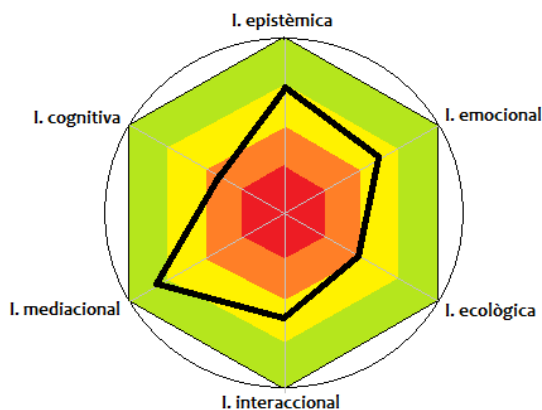 I. epistèmica
I. emocional
I. cognitiva
I. mediacional
I. ecològica
I. interaccional